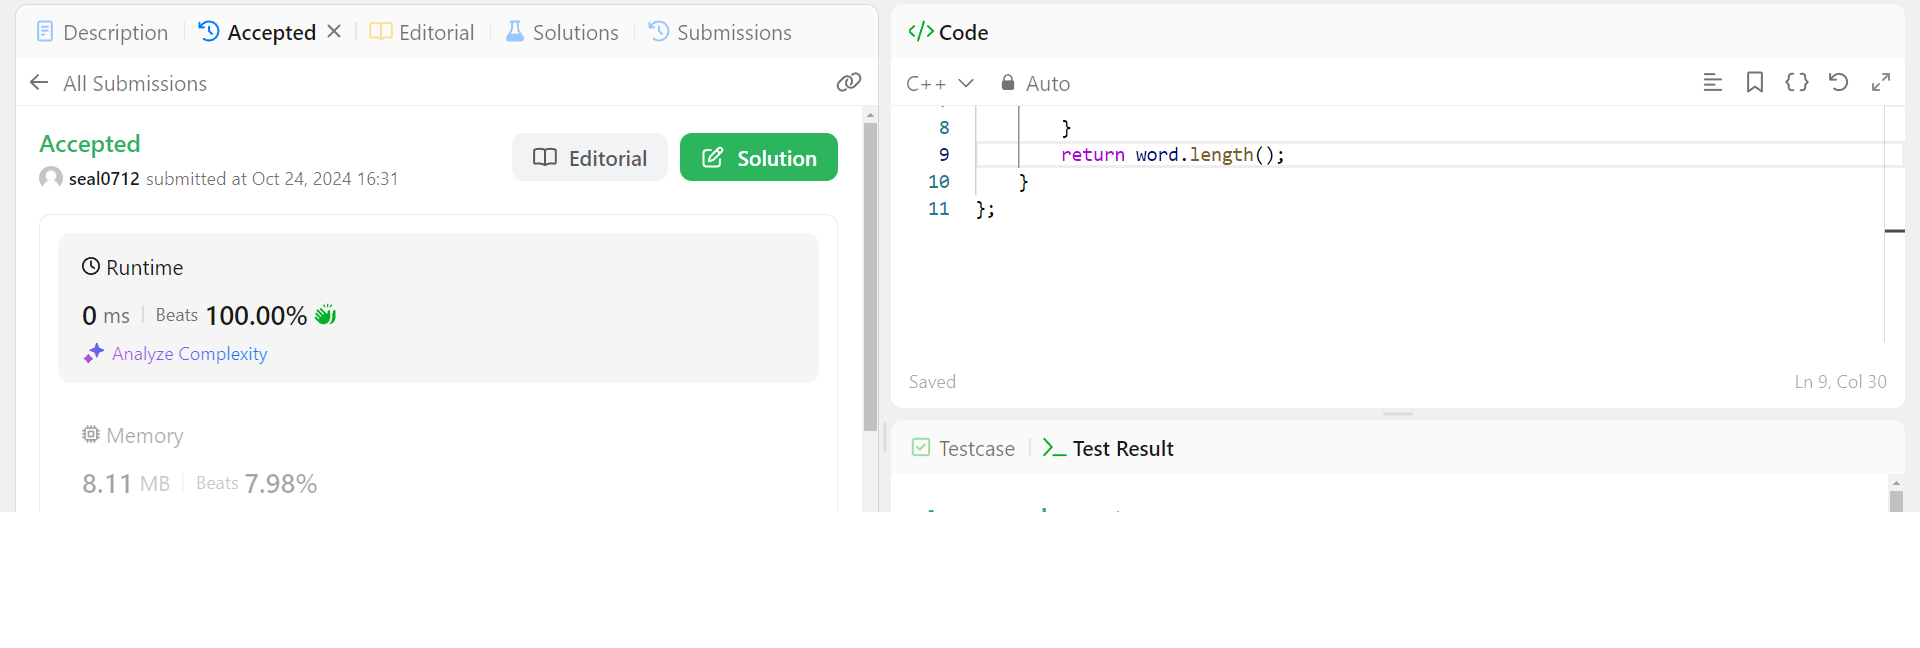 Description Accepted Editorial Solutions Submissions
All Submissions
Accepted
seal0712 submitted at Oct 24, 2024 16:31
Editorial
Solution
Runtime
0 ms Beats 100.00%
Analyze Complexity
Memory
8.11 MB Beats 7.98%
</> Code
C++ Auto
8 }
9 return word.length();
10 }
11 };
Saved
Ln 9, Col 30
Testcase >_ Test Result